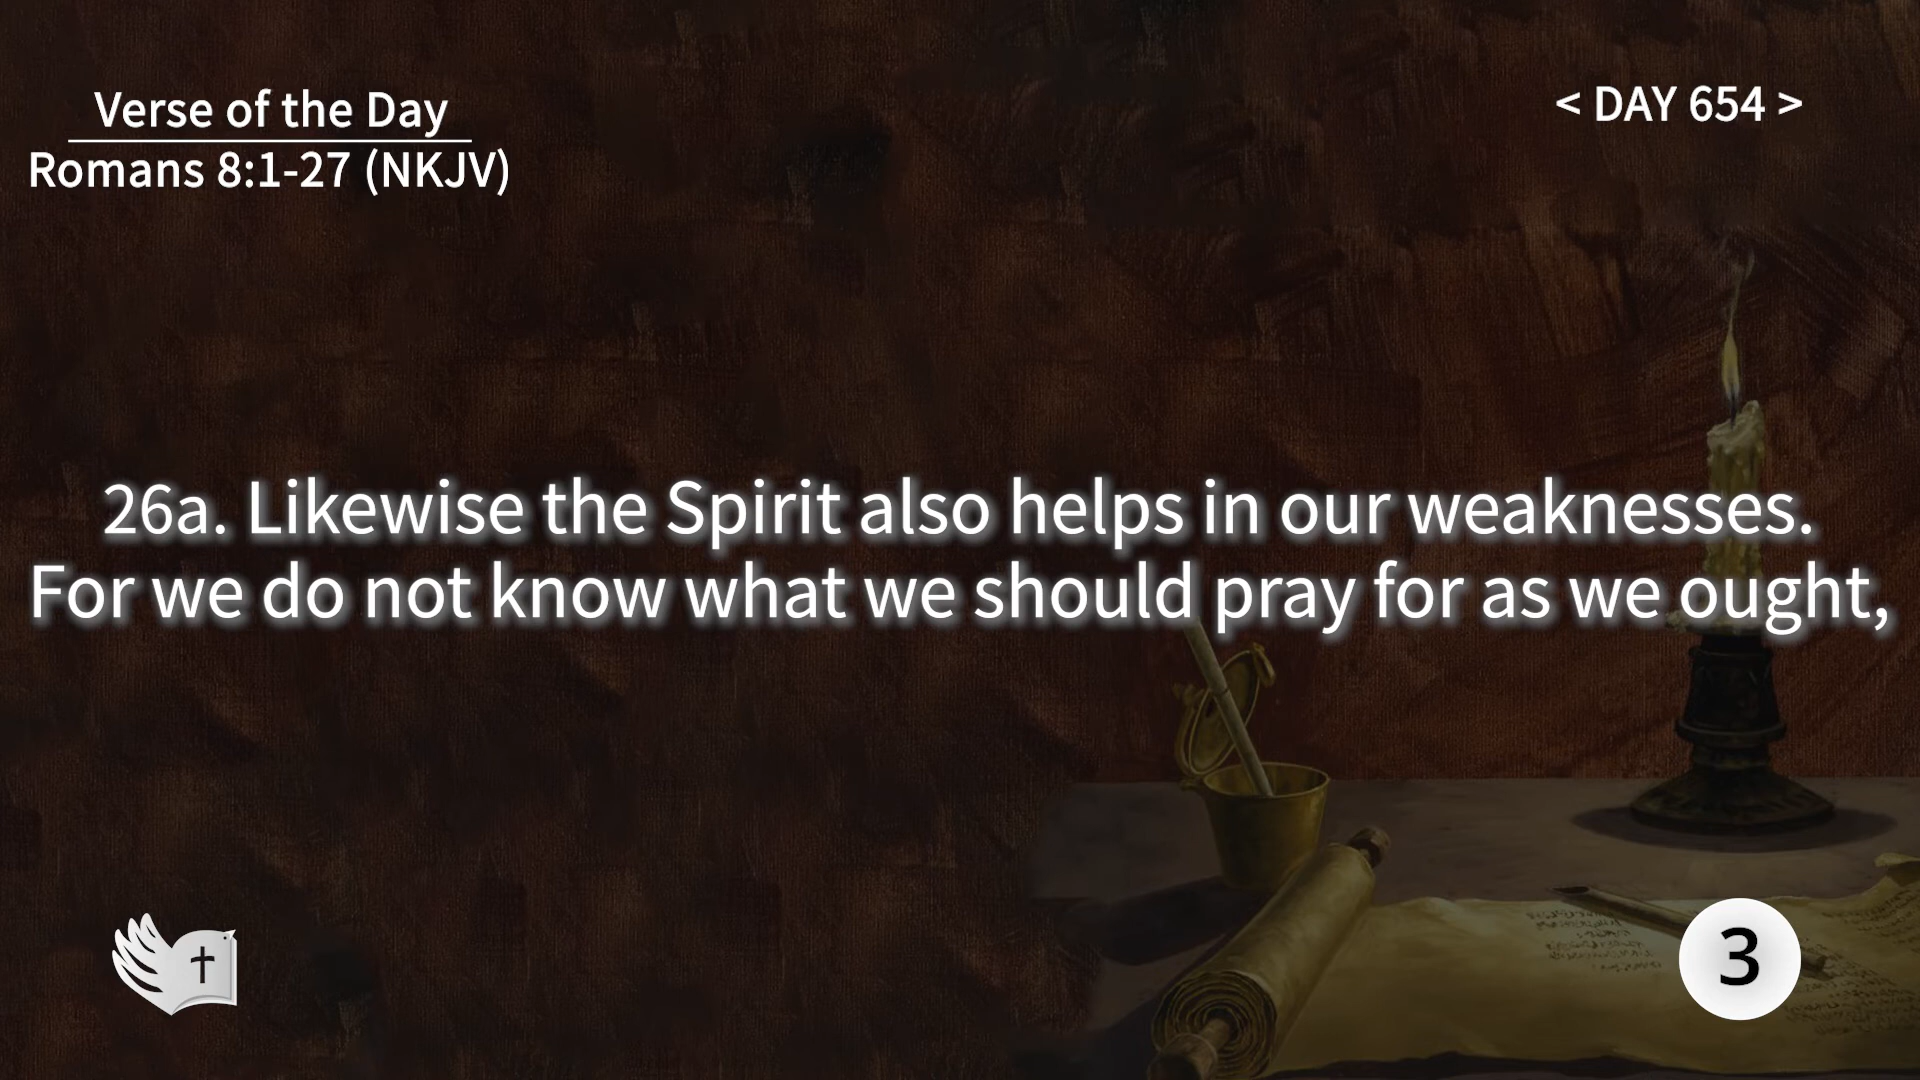 Verse of the Day
Romans 8:1-27 (NKJV)
< DAY 654 >
26a. Likewise the Spirit also helps in our weaknesses.
For we do not know what we should pray for as we ought,
3